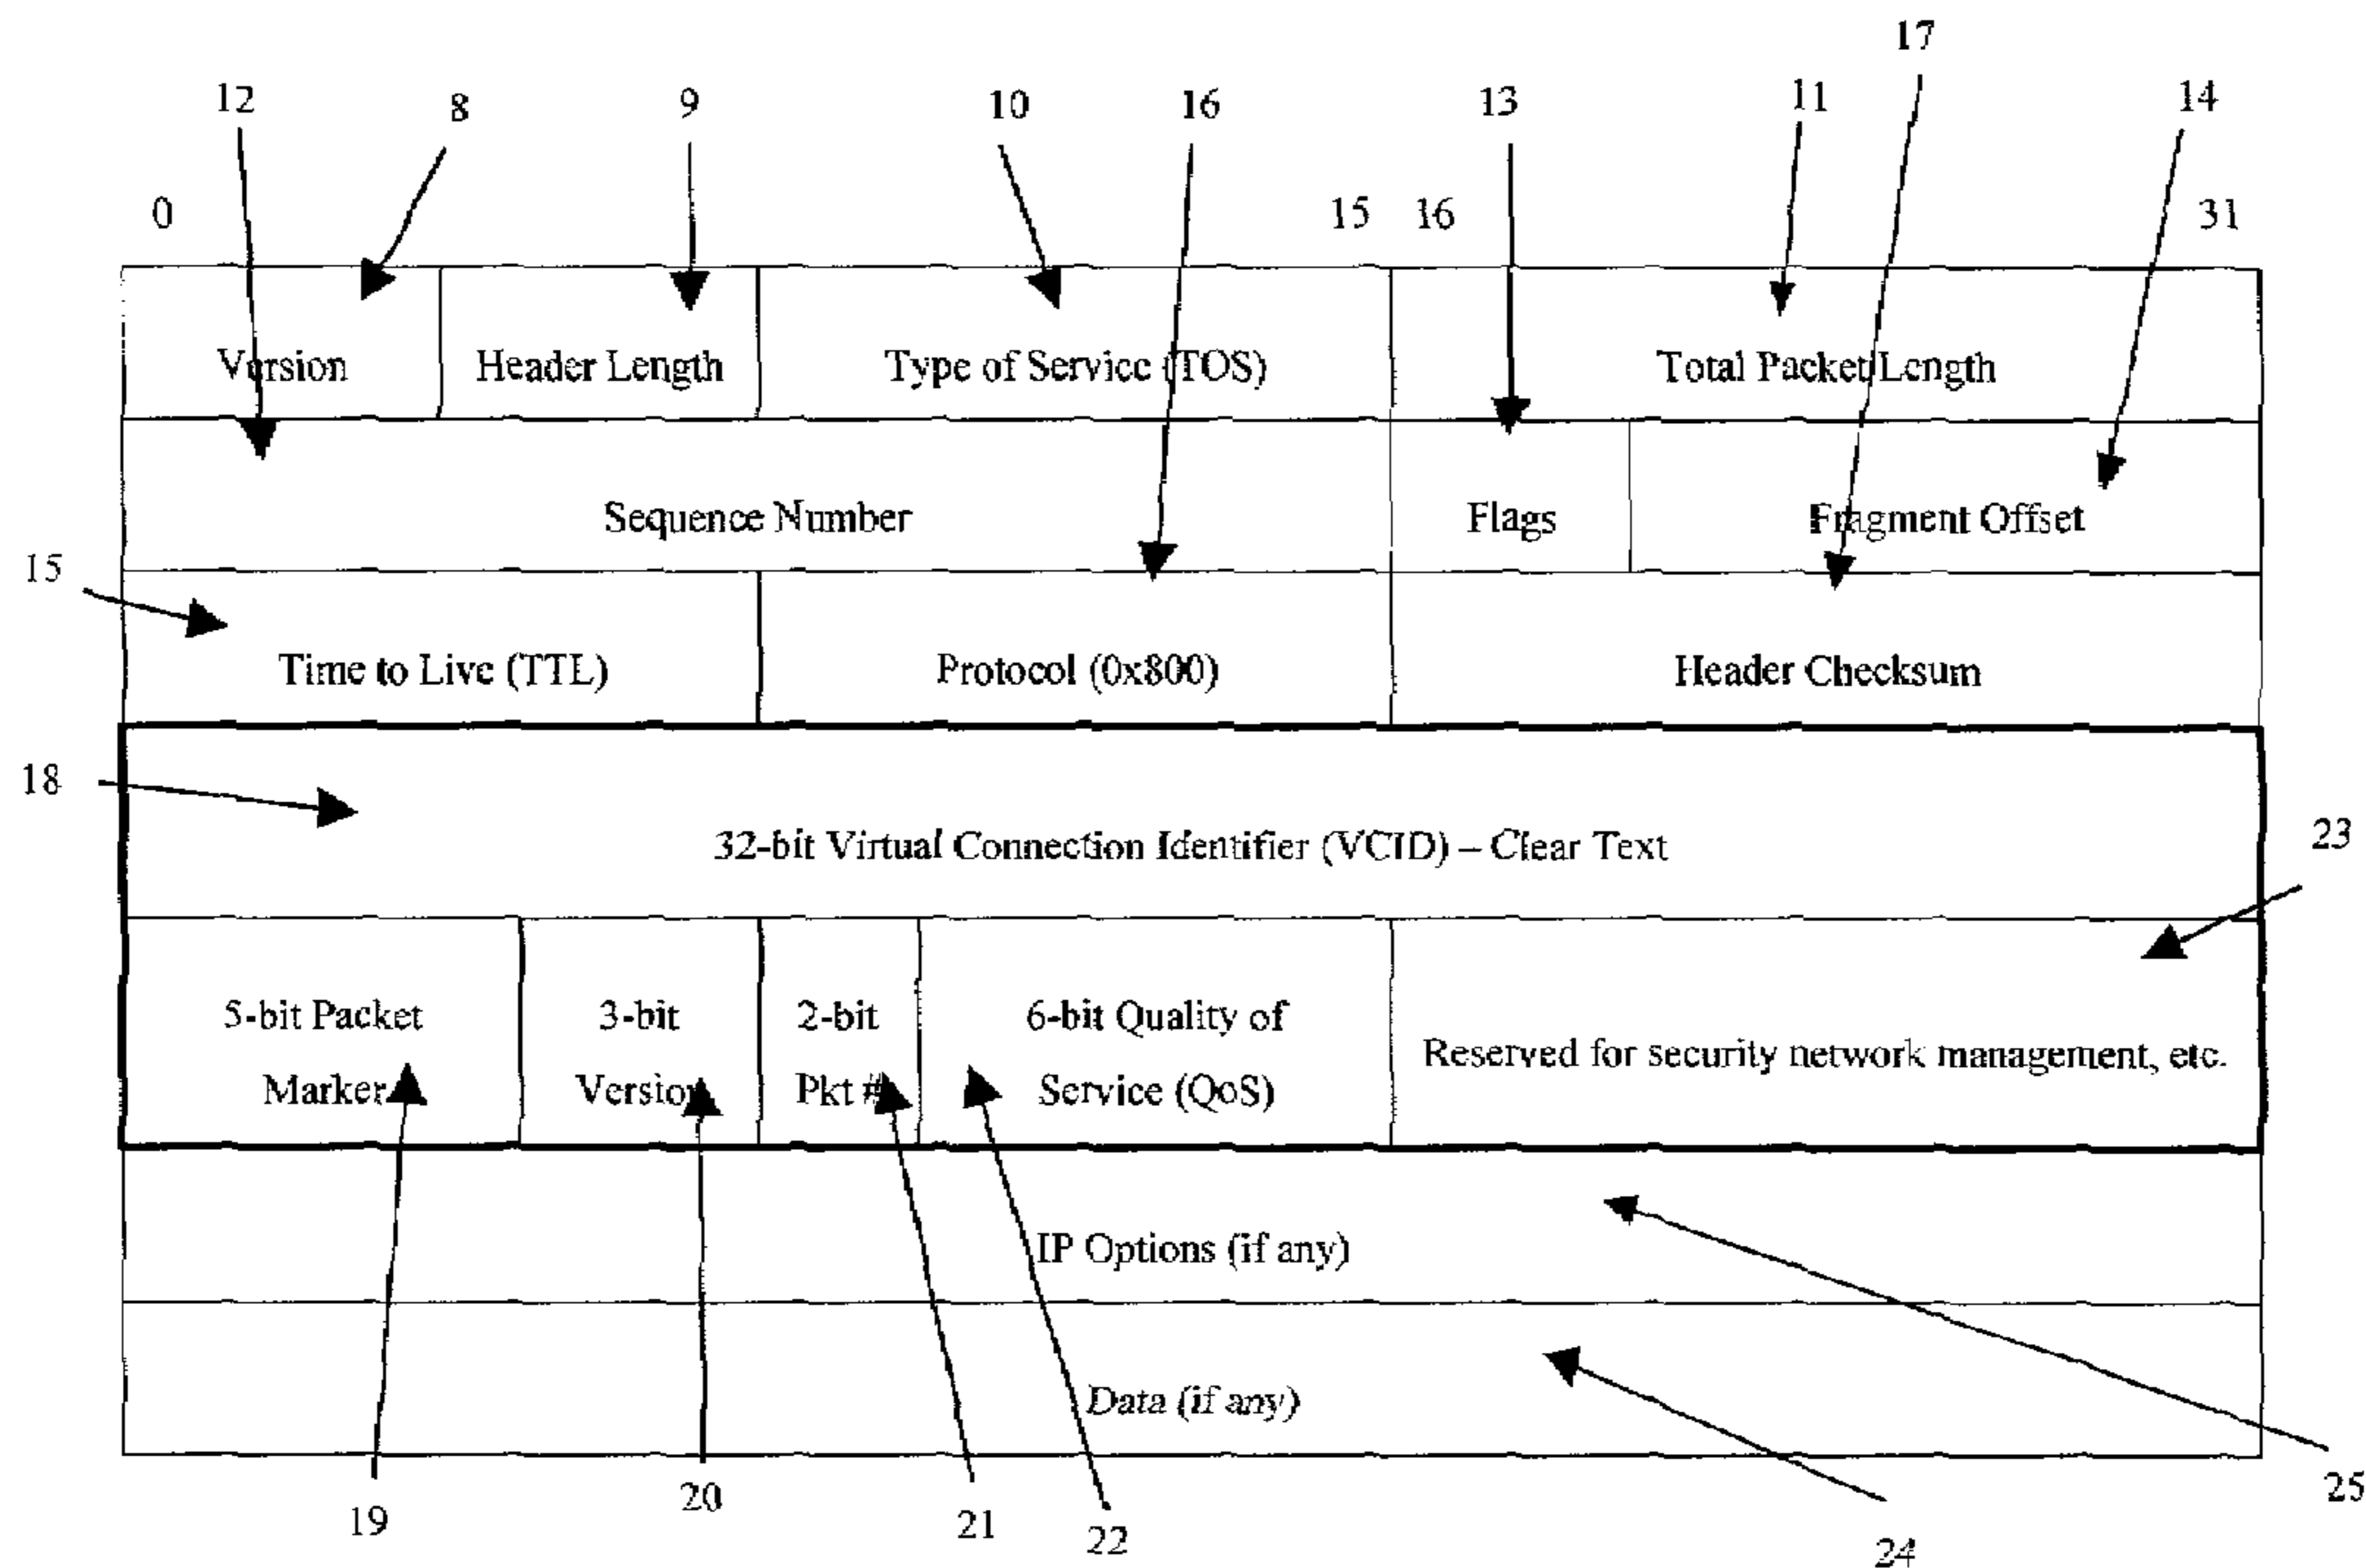 17
12 8 9 10 16 13 11 14
0 15 16 31
Version Header Length Type of Service (TOS) Total Packet Length
Sequence Number Flags Fragment Offset
15
Time to Live (TTL) Protocol (0x800) Header Checksum
18
32-bit Virtual Connection Identifier (VCID) – Clear Text
23
5-bit Packet
Marker
3-bit
Version
2-bit
Pkt #
6-bit Quality of
Service (QoS)
Reserved for security network management, etc.
IP Options (if any)
Data (if any)
19 20 21 22 24 25